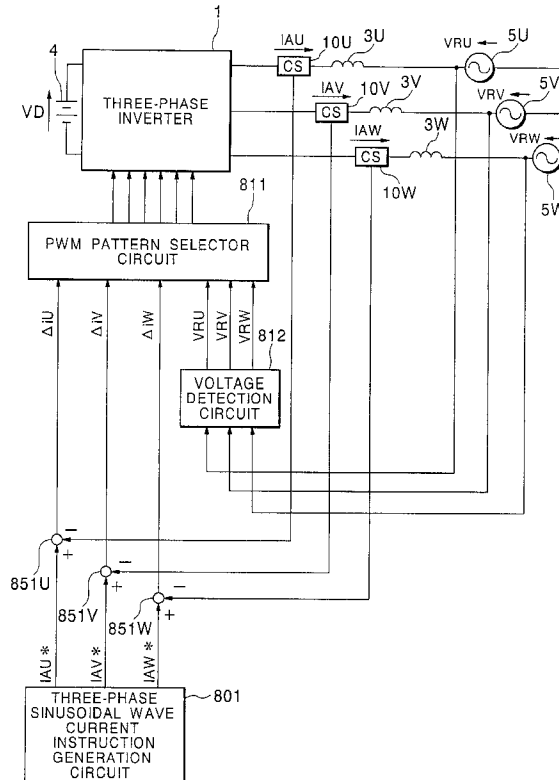 1
IAU
10U
3U
VRU
5U
4
CS
IAV
10V
3V
VRV
5V
VD
THREE-PHASE
INVERTER
CS
IAW
3W
VRW
CS
10W
5W
811
PWM PATTERN SELECTOR
CIRCUIT
ΔiU
ΔiV
ΔiW
VRU
VRV
VRW
812
VOLTAGE
DETECTION
CIRCUIT
−
+
851U
−
+
851V
−
+
851W
IAU*
IAV*
IAW*
801
THREE-PHASE
SINUSOIDAL WAVE
CURRENT
INSTRUCTION
GENERATION
CIRCUIT